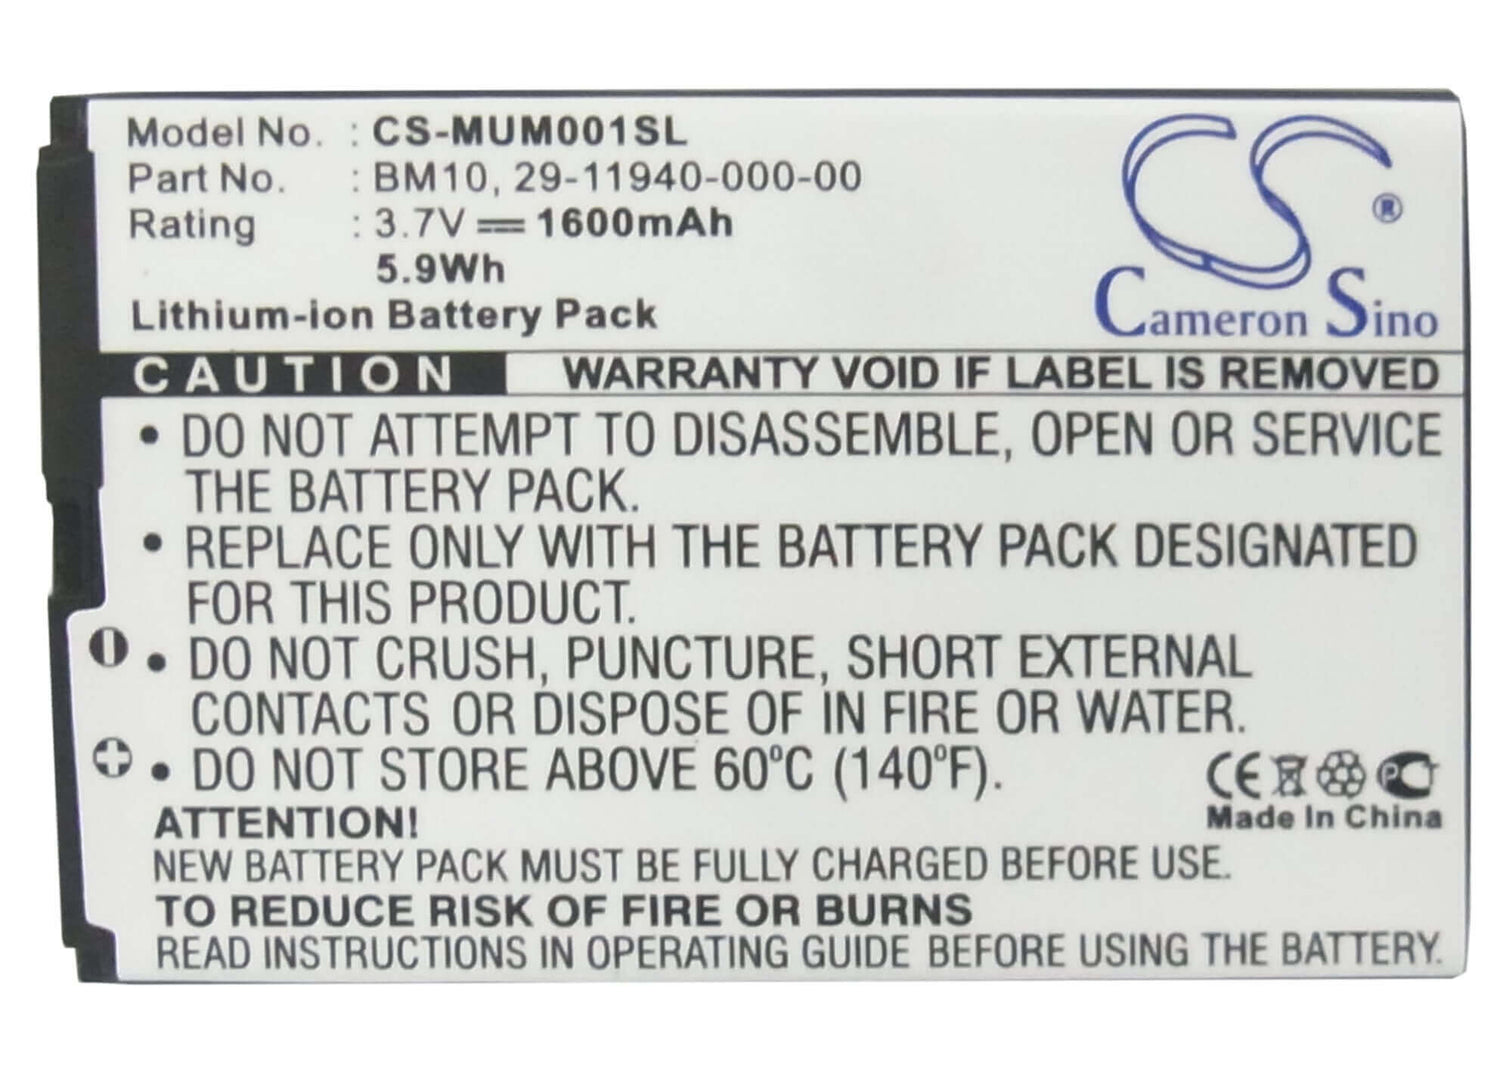 Model No. : CS-MUM001SL
Part No. : BM10, 29-11940-000-00
Rating : 3.7V ⎓ 1600mAh
5.9Wh
Lithium-ion Battery Pack
CS ®
Cameron Sino
CAUTION WARRANTY VOID IF LABEL IS REMOVED
• DO NOT ATTEMPT TO DISASSEMBLE, OPEN OR SERVICE
THE BATTERY PACK.
• REPLACE ONLY WITH THE BATTERY PACK DESIGNATED
FOR THIS PRODUCT.
• DO NOT CRUSH, PUNCTURE, SHORT EXTERNAL
CONTACTS OR DISPOSE OF IN FIRE OR WATER.
• DO NOT STORE ABOVE 60ºC (140ºF).
CE PC
Made In China
ATTENTION!
NEW BATTERY PACK MUST BE FULLY CHARGED BEFORE USE.
TO REDUCE RISK OF FIRE OR BURNS
READ INSTRUCTIONS IN OPERATING GUIDE BEFORE USING THE BATTERY.